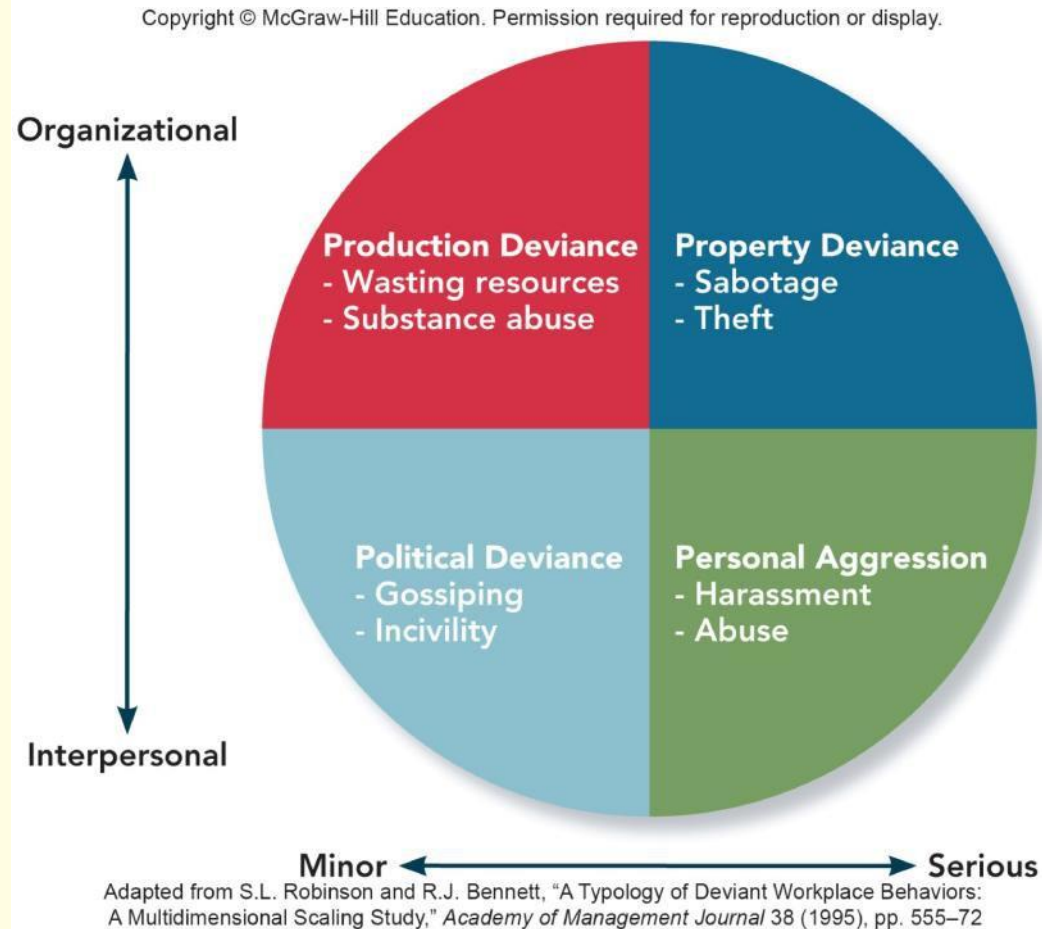 Copyright © McGraw-Hill Education. Permission required for reproduction or display.
Organizational
Production Deviance
- Wasting resources
- Substance abuse
Property Deviance
- Sabotage
- Theft
Political Deviance
- Gossiping
- Incivility
Personal Aggression
- Harassment
- Abuse
Interpersonal
Minor
Serious
Adapted from S.L. Robinson and R.J. Bennett, “A Typology of Deviant Workplace Behaviors:
A Multidimensional Scaling Study,” Academy of Management Journal 38 (1995), pp. 555–72